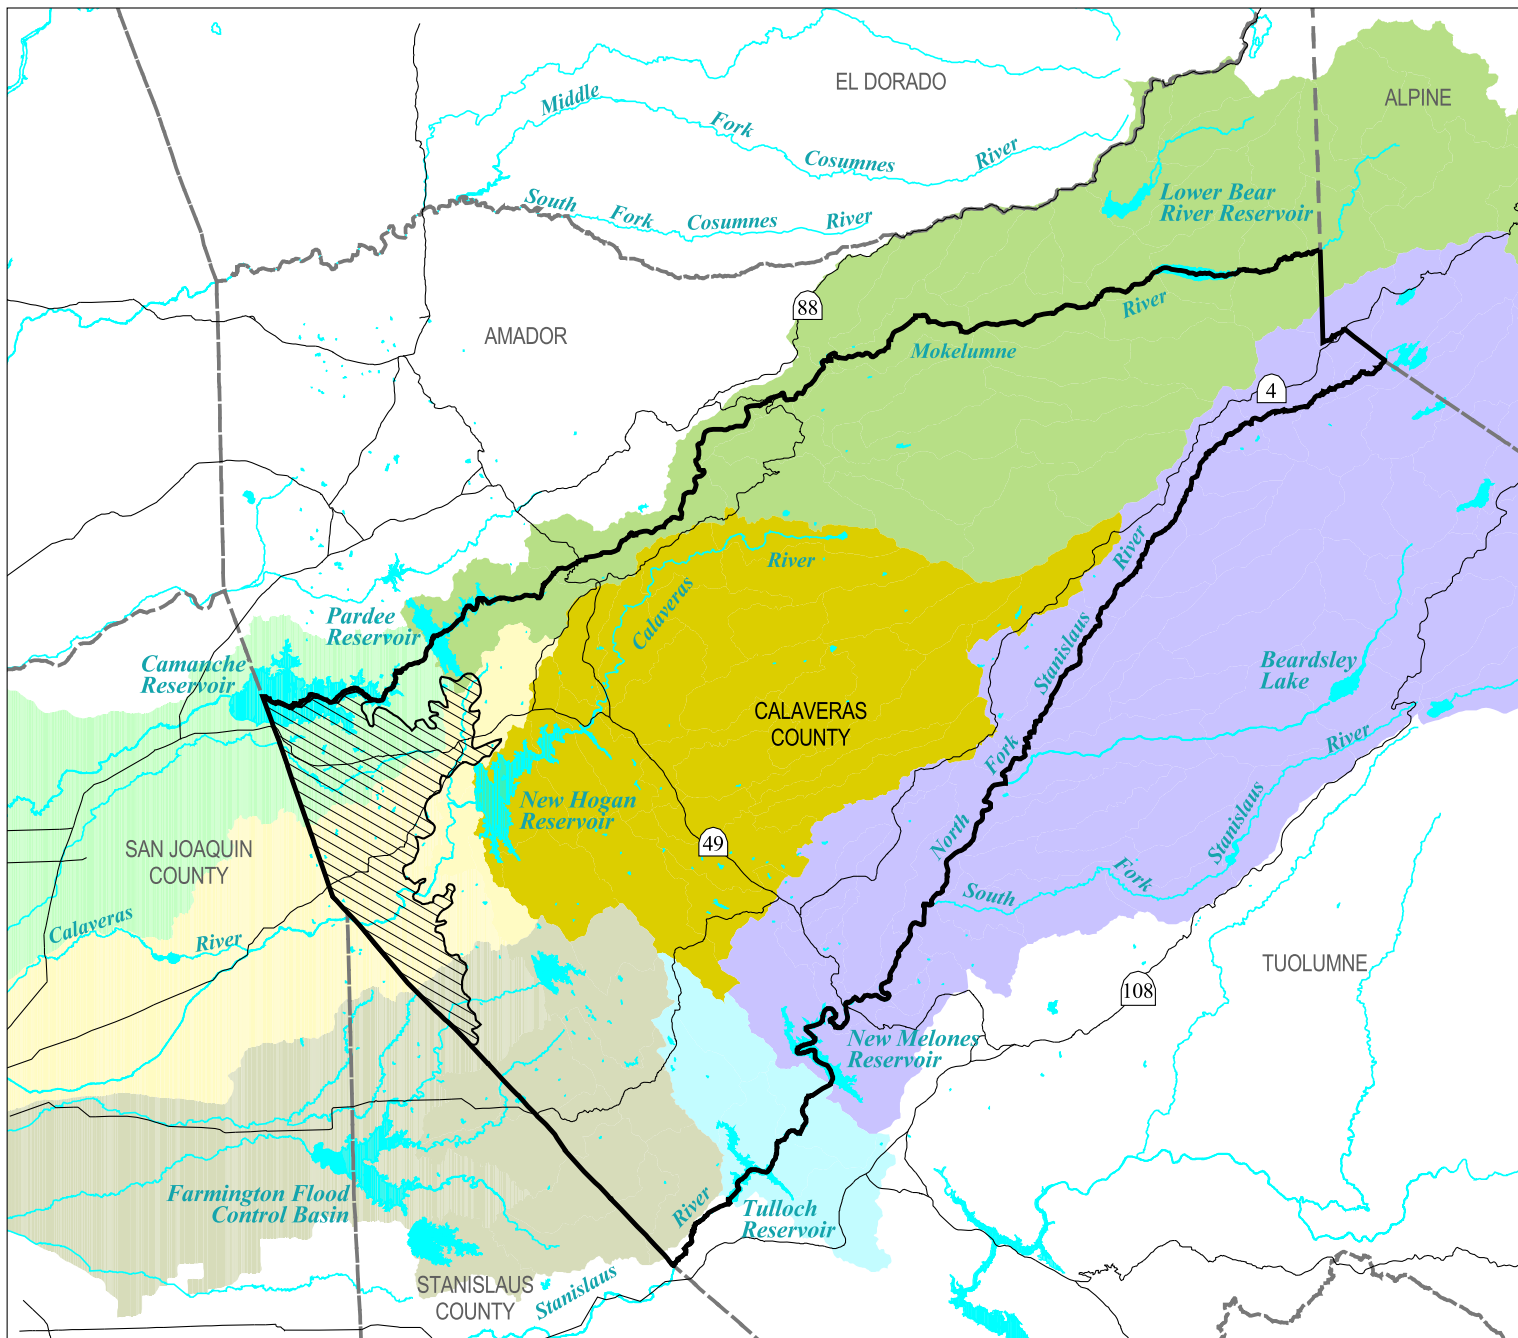 EL DORADO
ALPINE
Middle
Fork
Cosumnes
River
South
Fork
Cosumnes
River
Lower Bear
River Reservoir
88
AMADOR
River
Mokelumne
4
River
Calaveras
River
Pardee
Reservoir
Camanche
Reservoir
Stanislaus
Beardsley
Lake
CALAVERAS
COUNTY
Fork
River
New Hogan
Reservoir
North
Stanislaus
49
SAN JOAQUIN
COUNTY
South
Fork
Calaveras
River
TUOLUMNE
108
New Melones
Reservoir
Farmington Flood
Control Basin
River
Tulloch
Reservoir
STANISLAUS
COUNTY
Stanislaus